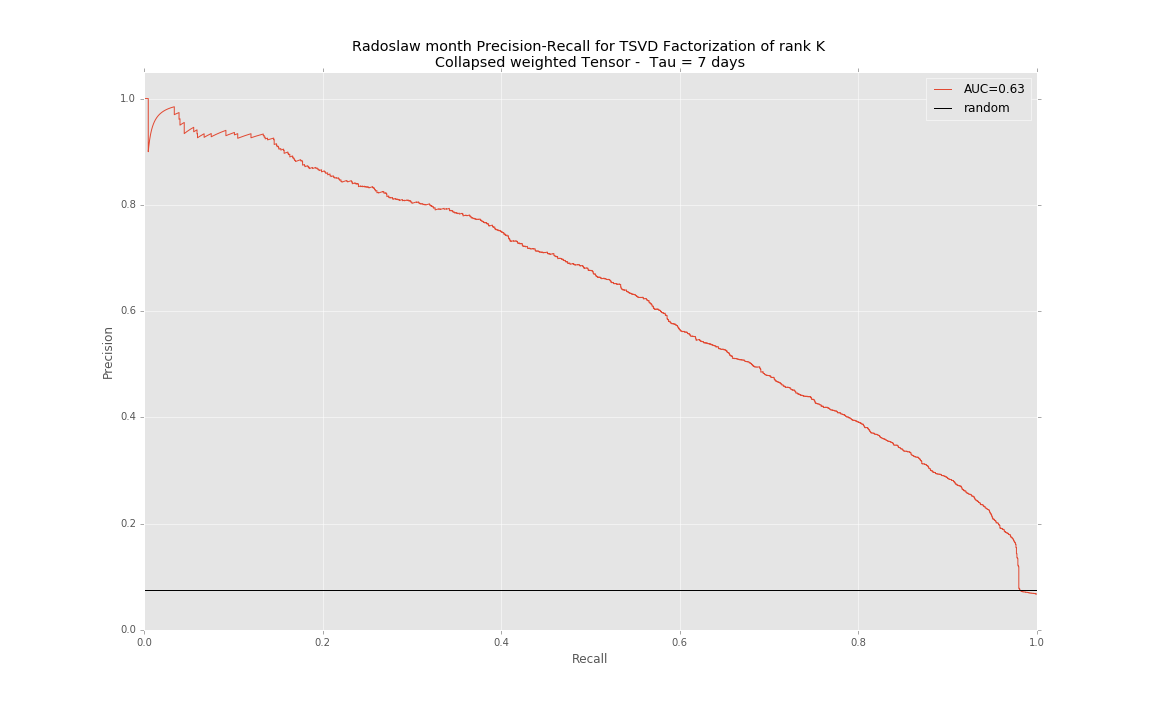 Radoslaw month Precision-Recall for TSVD Factorization of rank K
Collapsed weighted Tensor -  Tau = 7 days
AUC=0.63
random
1.0
0.8
0.6
0.4
0.2
0.0
Precision
0.0 0.2 0.4 0.6 0.8 1.0
Recall